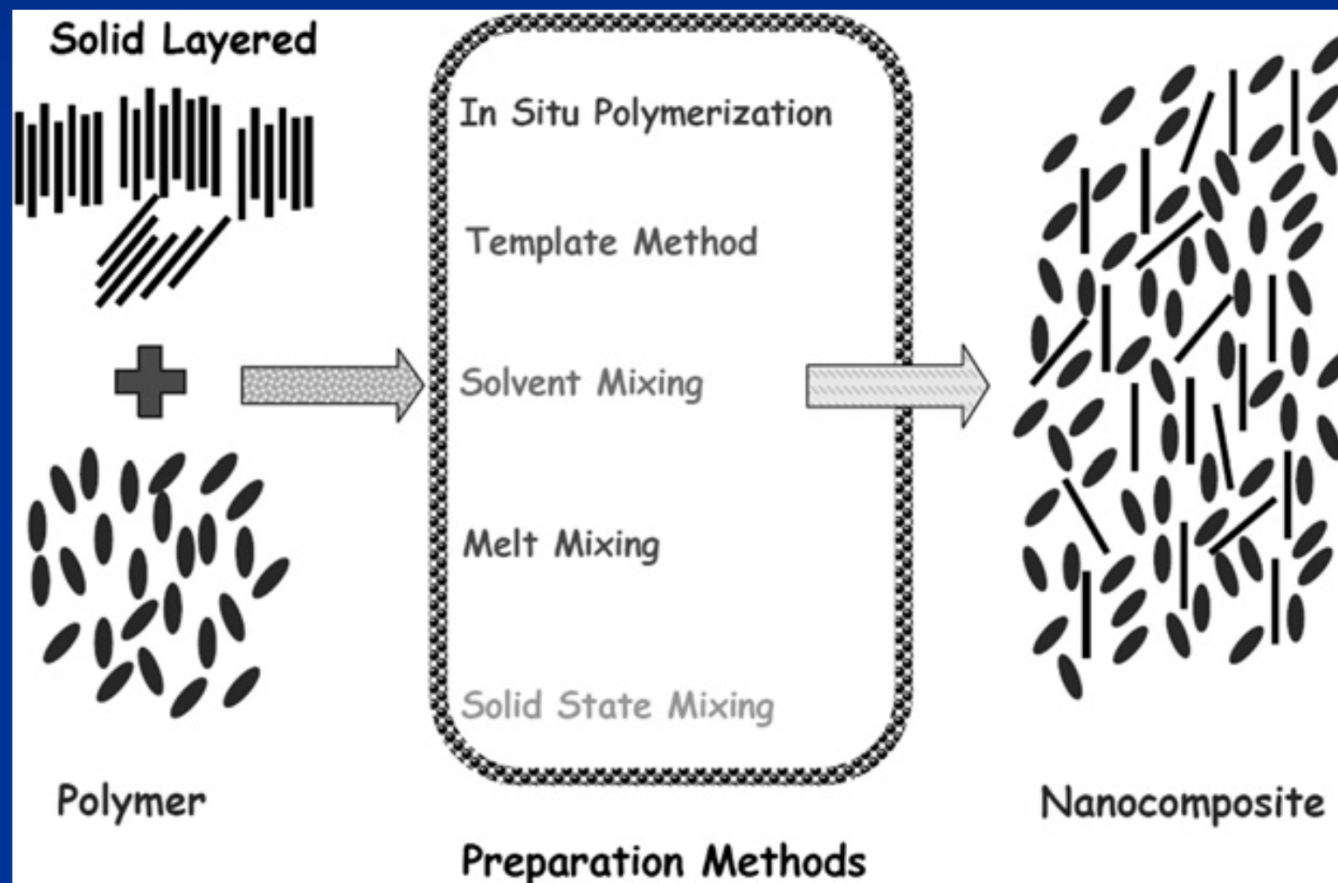 Solid Layered
Polymer
In Situ Polymerization
Template Method
Solvent Mixing
Melt Mixing
Solid State Mixing
Preparation Methods
Nanocomposite